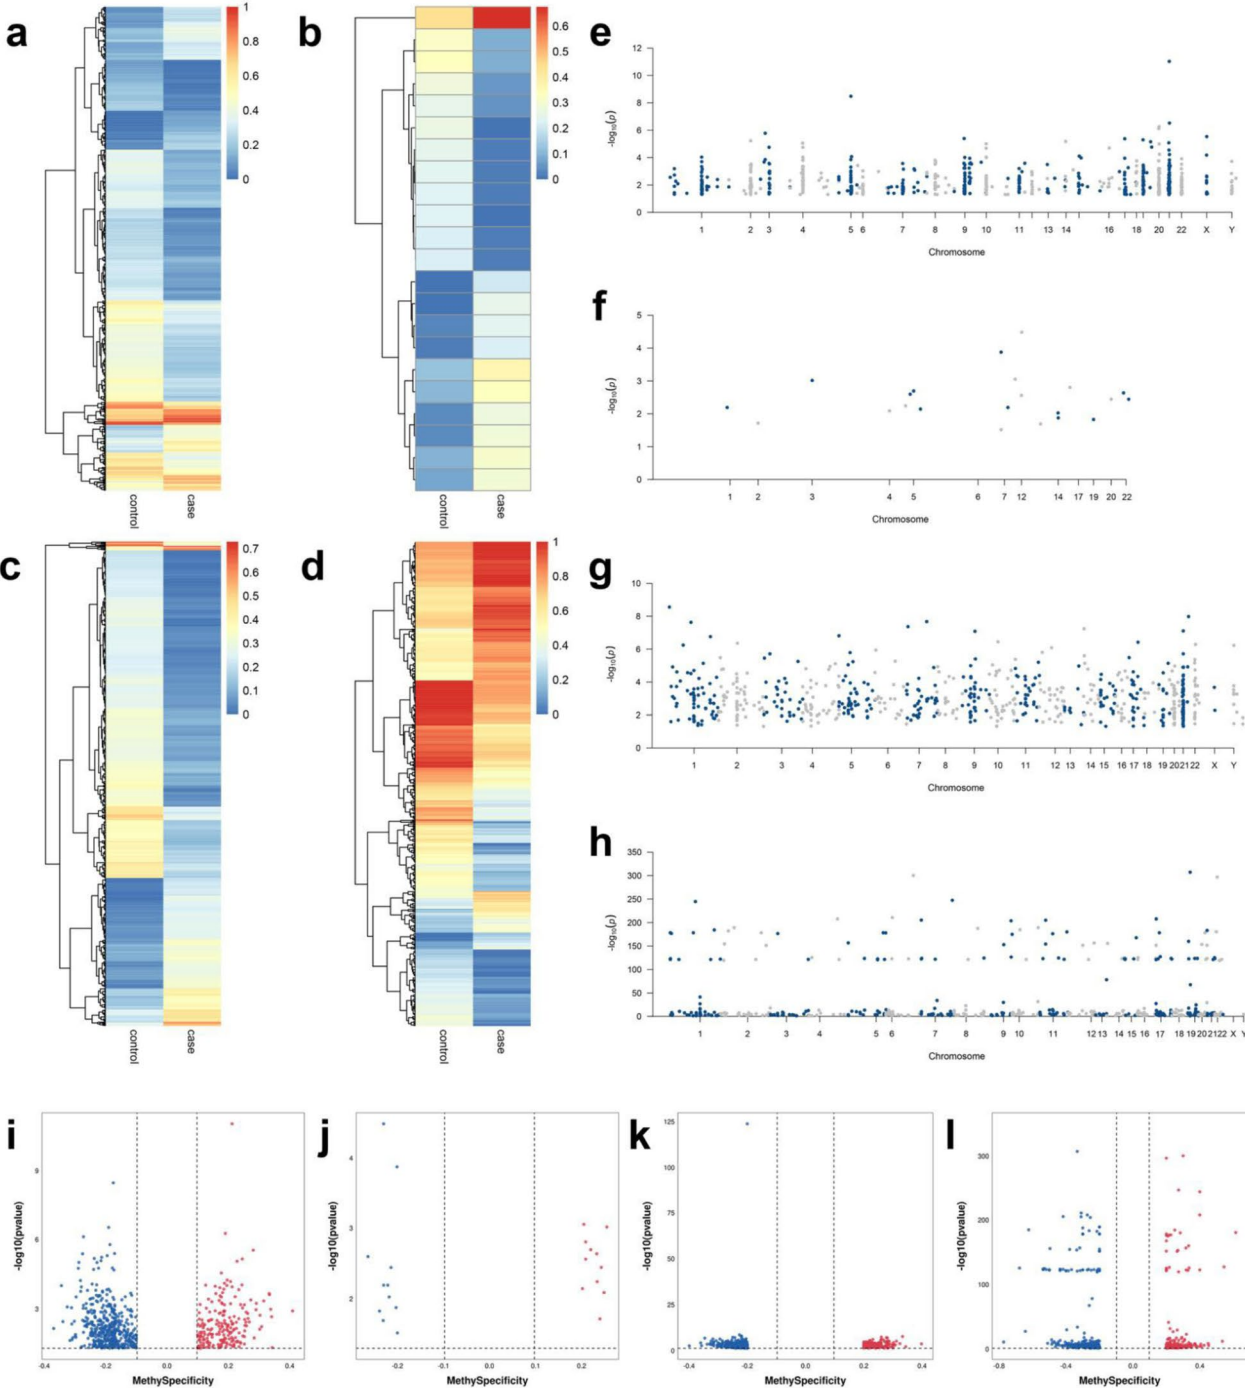 a
1
0.8
0.6
0.4
0.2
0
control
case
b
0.6
0.5
0.4
0.3
0.2
0.1
0
control
case
c
0.7
0.6
0.5
0.4
0.3
0.2
0.1
0
control
case
d
1
0.8
0.6
0.4
0.2
0
control
case
e
12
10
8
6
4
2
0
-log10(p)
1 2 3 4 5 6 7 8 9 10 11 13 14 16 18 20 22 X Y
Chromosome
f
5
4
3
2
1
0
-log10(p)
1 2 3 4 5 6 7 12 14 17 19 20 22
Chromosome
g
10
8
6
4
2
0
-log10(p)
1 2 3 4 5 6 7 8 9 10 11 12 13 14 15 16 17 18 19 20 21 22 X Y
Chromosome
h
350
300
250
200
150
100
50
0
-log10(p)
1 2 3 4 5 6 7 8 9 10 11 12 13 14 15 16 17 18 19 20 21 22 X Y
Chromosome
i
9
6
3
-log10(pvalue)
-0.4 -0.2 0.0 0.2 0.4
MethySpecificity
j
4
3
2
-log10(pvalue)
-0.2 -0.1 0.0 0.1 0.2
MethySpecificity
k
125
100
75
50
25
0
-log10(pvalue)
-0.4 -0.2 0.0 0.2 0.4
MethySpecificity
l
300
200
100
0
-log10(pvalue)
-0.8 -0.4 0.0 0.4
MethySpecificity